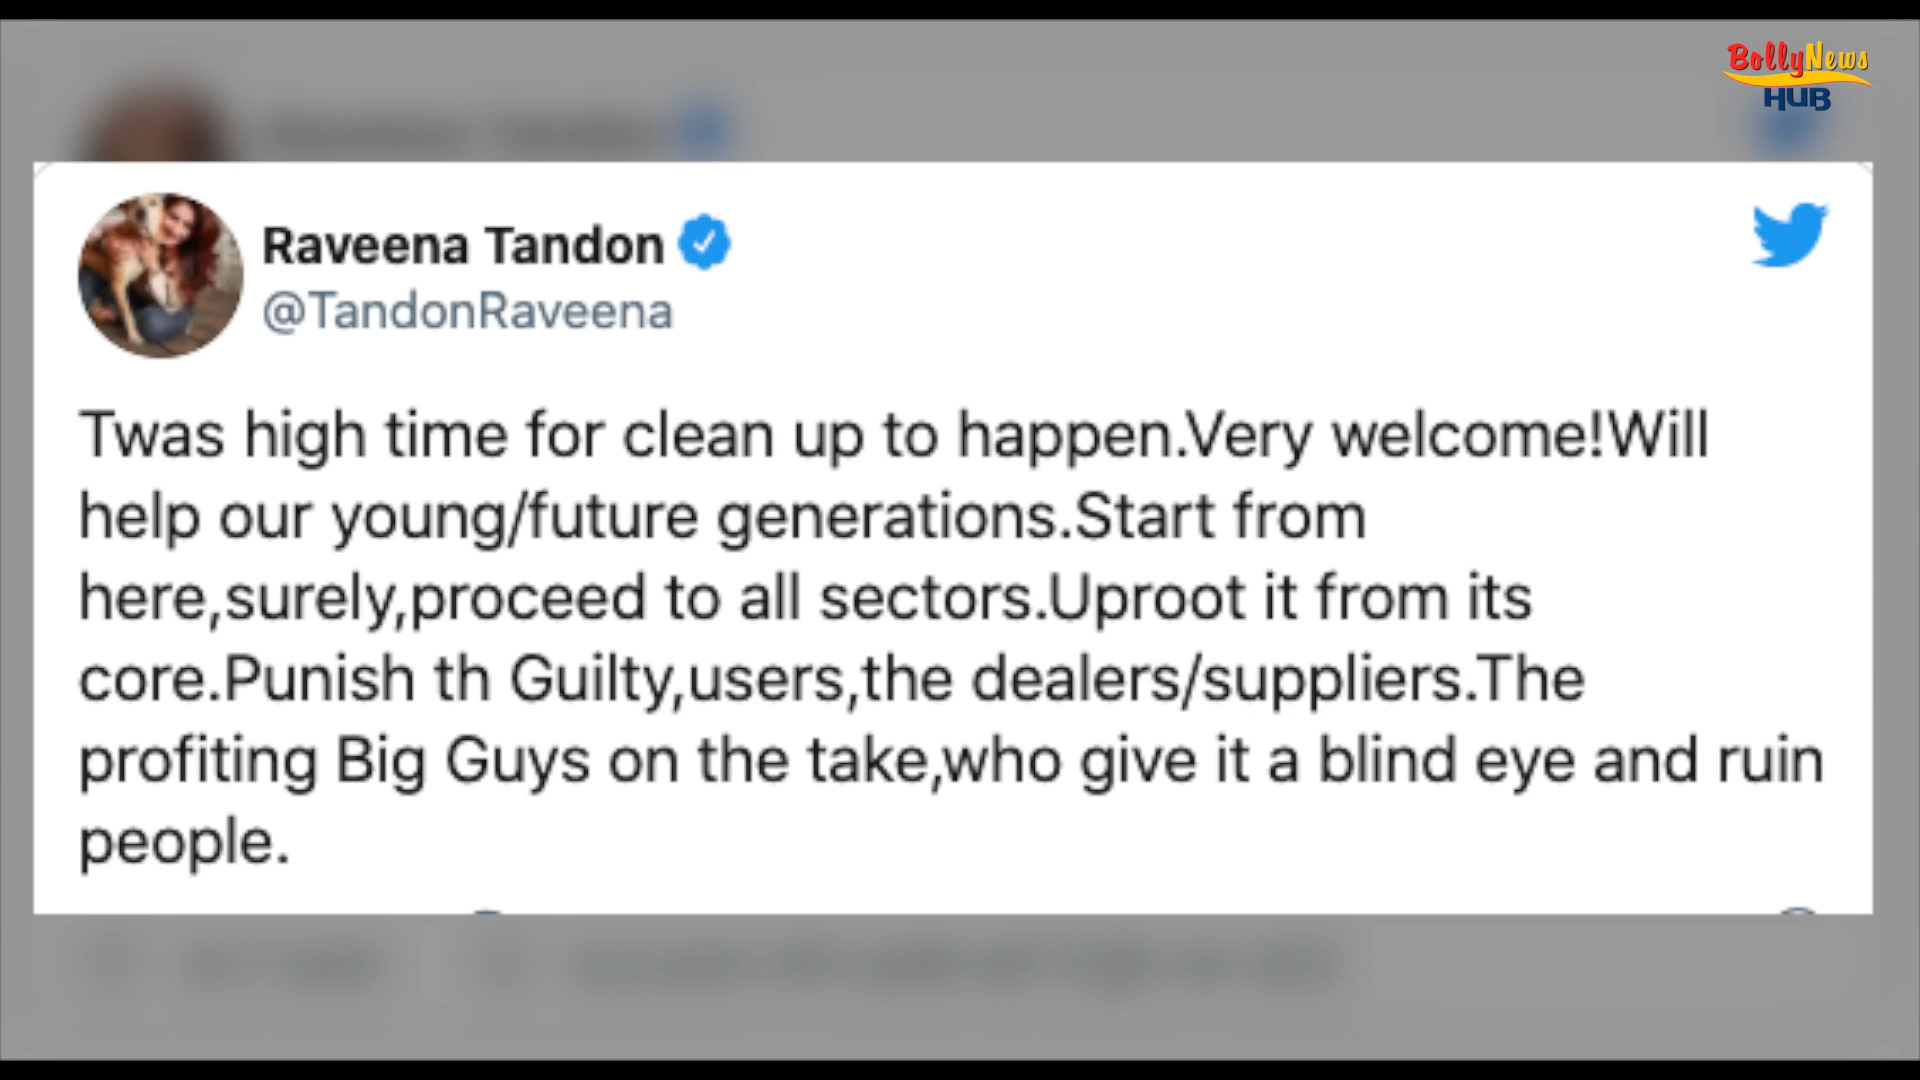 BollyNews
HUB
Raveena Tandon
@TandonRaveena
Twas high time for clean up to happen.Very welcome!Will
help our young/future generations.Start from
here,surely,proceed to all sectors.Uproot it from its
core.Punish th Guilty,users,the dealers/suppliers.The
profiting Big Guys on the take,who give it a blind eye and ruin
people.